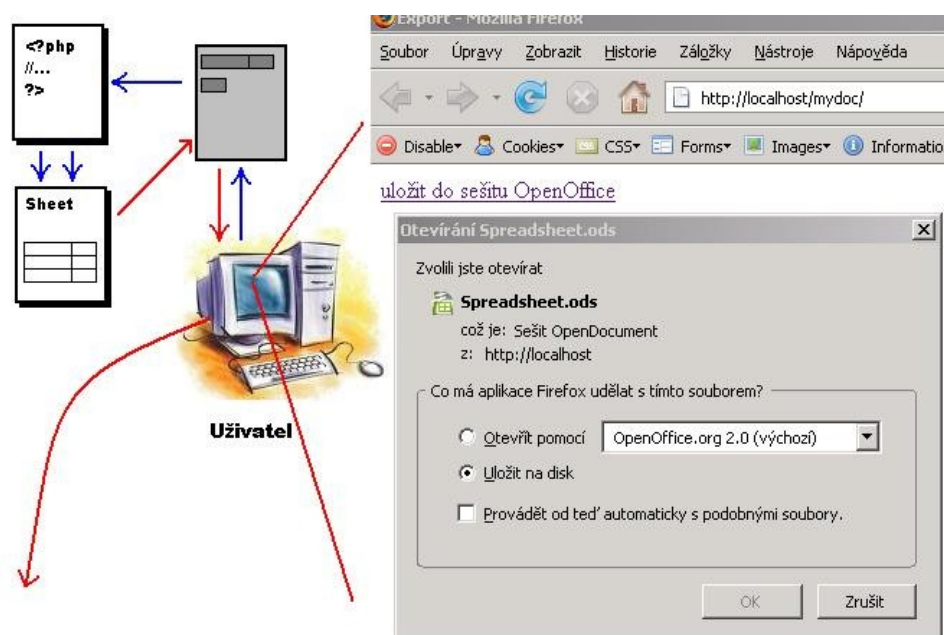 <?php
//...
?>
Sheet
Uživatel
Export - Mozilla Firefox
Soubor Úpravy Zobrazit Historie Záložky Nástroje Nápověda
http://localhost/mydoc/
Disable Cookies CSS Forms Images Informatio
uložit do sešitu OpenOffice
Otevírání Spreadsheet.ods
Zvolili jste otevírat
Spreadsheet.ods
což je: Sešit OpenDocument
z: http://localhost
Co má aplikace Firefox udělat s tímto souborem?
Otevřít pomocí OpenOffice.org 2.0 (výchozí)
Uložit na disk
Provádět od teď automaticky s podobnými soubory.
OK Zrušit